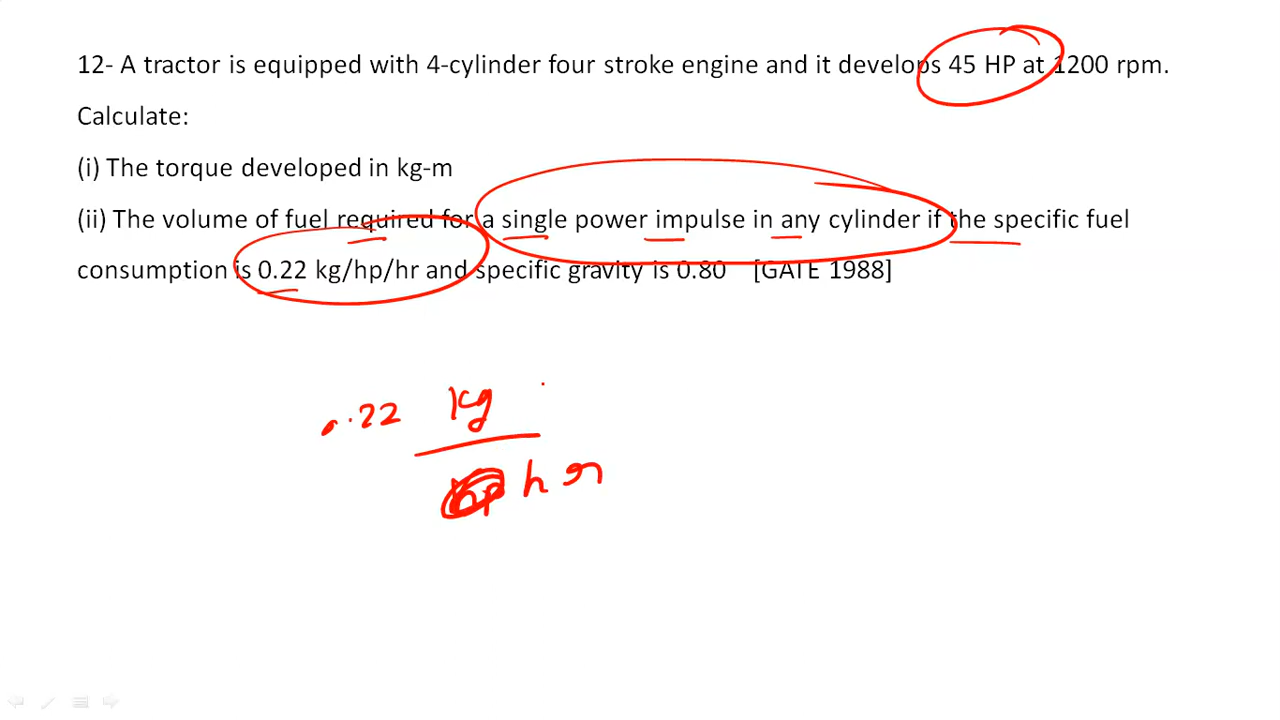 12- A tractor is equipped with 4-cylinder four stroke engine and it develops 45 HP at 1200 rpm.
Calculate:
(i) The torque developed in kg-m
(ii) The volume of fuel required for a single power impulse in any cylinder if the specific fuel
consumption is 0.22 kg/hp/hr and specific gravity is 0.80 [GATE 1988]
0.22 kg
hp hr